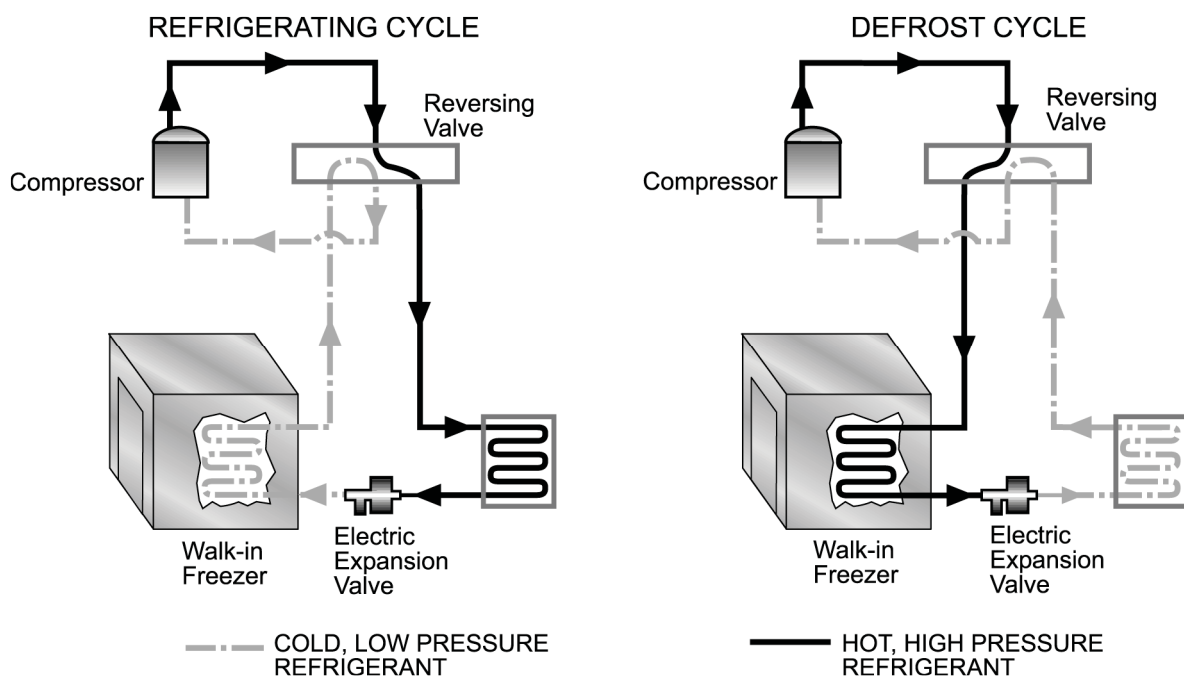 REFRIGERATING CYCLE
Reversing
Valve
Compressor
Walk-in
Freezer
Electric
Expansion
Valve
DEFROST CYCLE
Reversing
Valve
Compressor
Walk-in
Freezer
Electric
Expansion
Valve
COLD, LOW PRESSURE
REFRIGERANT
HOT, HIGH PRESSURE
REFRIGERANT